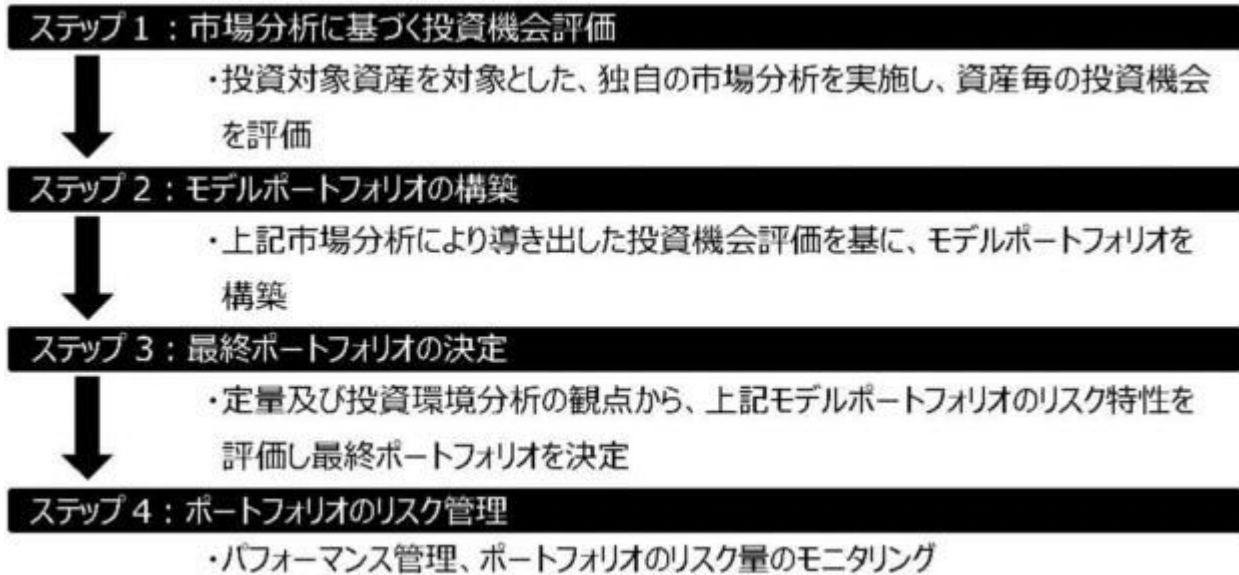 ステップ 1：市場分析に基づく投資機会評価
・投資対象資産を対象とした、独自の市場分析を実施し、資産毎の投資機会
を評価
ステップ 2：モデルポートフォリオの構築
・上記市場分析により導き出した投資機会評価を基に、モデルポートフォリオを
構築
ステップ 3：最終ポートフォリオの決定
・定量及び投資環境分析の観点から、上記モデルポートフォリオのリスク特性を
評価し最終ポートフォリオを決定
ステップ 4：ポートフォリオのリスク管理
・パフォーマンス管理、ポートフォリオのリスク量のモニタリング